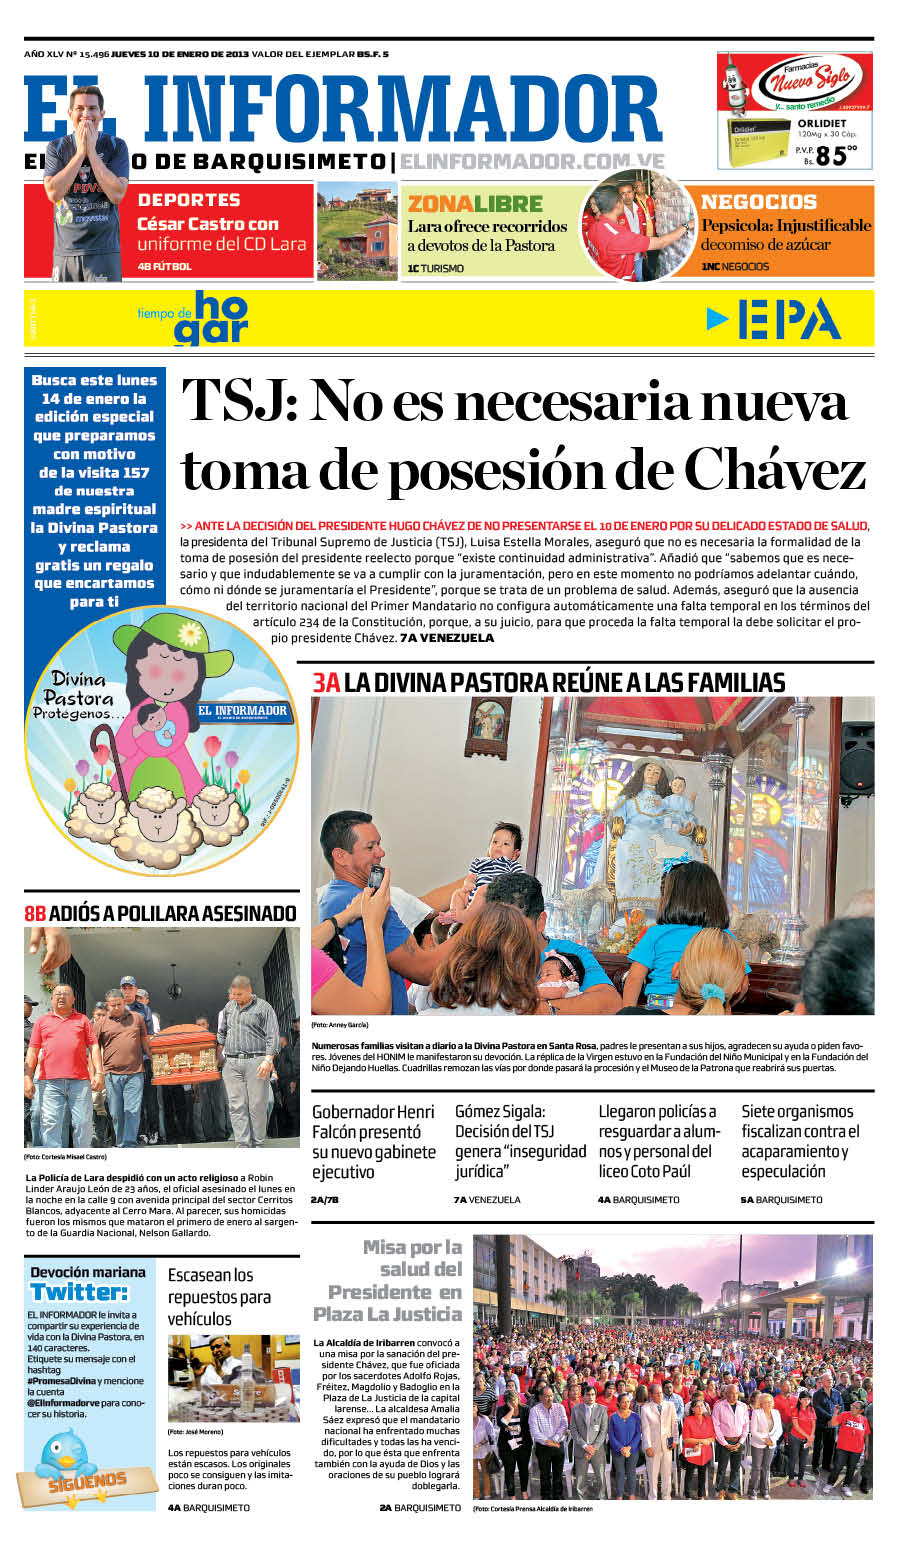 AÑO XLV Nº 15.496 JUEVES 10 DE ENERO DE 2013 VALOR DEL EJEMPLAR BS.F. 5
EL INFORMADOR
DE BARQUISIMETO | ELINFORMADOR.COM.VE
Farmacias
Nuevo Siglo
y... santo remedio
ORLIDIET
120Mg x 30 Cáp.
P.V.P.
Bs. 85⁰⁰
DEPORTES
César Castro con
uniforme del CD Lara
4B FÚTBOL
ZONALIBRE
Lara ofrece recorridos
a devotos de la Pastora
1C TURISMO
NEGOCIOS
Pepsicola: Injustificable
decomiso de azúcar
1NC NEGOCIOS
tiempo de
hogar
EPA
Busca este lunes
14 de enero la
edición especial
que preparamos
con motivo
de la visita 157
de nuestra
madre espiritual
la Divina Pastora
y reclama
gratis un regalo
que encartamos
para ti
Divina
Pastora
Protégenos...
EL INFORMADOR
TSJ: No es necesaria nueva
toma de posesión de Chávez
>> ANTE LA DECISIÓN DEL PRESIDENTE HUGO CHÁVEZ DE NO PRESENTARSE EL 10 DE ENERO POR SU DELICADO ESTADO DE SALUD,
la presidenta del Tribunal Supremo de Justicia (TSJ), Luisa Estella Morales, aseguró que no es necesaria la formalidad de la
toma de posesión del presidente reelecto porque "existe continuidad administrativa". Añadió que "sabemos que es nece-
sario y que indudablemente se va a cumplir con la juramentación, pero en este momento no podríamos adelantar cuándo,
cómo ni dónde se juramentaría el Presidente", porque se trata de un problema de salud. Además, aseguró que la ausencia
del territorio nacional del Primer Mandatario no configura automáticamente una falta temporal en los términos del
artículo 234 de la Constitución, porque, a su juicio, para que proceda la falta temporal la debe solicitar el pro-
pio presidente Chávez. 7A VENEZUELA
3A LA DIVINA PASTORA REÚNE A LAS FAMILIAS
(Foto: Anney García)
Numerosas familias visitan a diario a la Divina Pastora en Santa Rosa, padres le presentan a sus hijos, agradecen su ayuda o piden favo-
res. Jóvenes del HONIM le manifestaron su devoción. La réplica de la Virgen estuvo en la Fundación del Niño Municipal y en la Fundación del
Niño Dejando Huellas. Cuadrillas remozan las vías por donde pasará la procesión y el Museo de la Patrona que reabrirá sus puertas.
8B ADIÓS A POLILARA ASESINADO
(Foto: Cortesía Misael Castro)
La Policía de Lara despidió con un acto religioso a Robin
Linder Araujo León de 23 años, el oficial asesinado el lunes en
la noche en la calle 9 con avenida principal del sector Cerritos
Blancos, adyacente al Cerro Mara. Al parecer, sus homicidas
fueron los mismos que mataron el primero de enero al sargen-
to de la Guardia Nacional, Nelson Gallardo.
Gobernador Henri
Falcón presentó
su nuevo gabinete
ejecutivo
2A/7B
Gómez Sigala:
Decisión del TSJ
genera "inseguridad
jurídica"
7A VENEZUELA
Llegaron policías a
resguardar a alum-
nos y personal del
liceo Coto Paúl
4A BARQUISIMETO
Siete organismos
fiscalizan contra el
acaparamiento y
especulación
5A BARQUISIMETO
Devoción mariana
Twitter:
EL INFORMADOR le invita a
compartir su experiencia de
vida con la Divina Pastora, en
140 caracteres.
Etiquete su mensaje con el
hashtag
#PromesaDivina y mencione
la cuenta
@ElInformadorve para cono-
cer su historia.
SÍGUENOS
Escasean los
repuestos para
vehículos
(Foto: José Moreno)
Los repuestos para vehículos
están escasos. Los originales
poco se consiguen y las imita-
ciones duran poco.
4A BARQUISIMETO
Misa por la
salud del
Presidente en
Plaza La Justicia
La Alcaldía de Iribarren convocó a
una misa por la sanación del pre-
sidente Chávez, que fue oficiada
por los sacerdotes Adolfo Rojas,
Fréitez, Magdolio y Badoglio en la
Plaza de La Justicia de la capital
larense... La alcaldesa Amalia
Sáez expresó que el mandatario
nacional ha enfrentado muchas
dificultades y todas las ha venci-
do, por lo que ésta que enfrenta
también con la ayuda de Dios y las
oraciones de su pueblo logrará
doblegarla.
2A BARQUISIMETO
(Foto: Cortesía Prensa Alcaldía de Iribarren